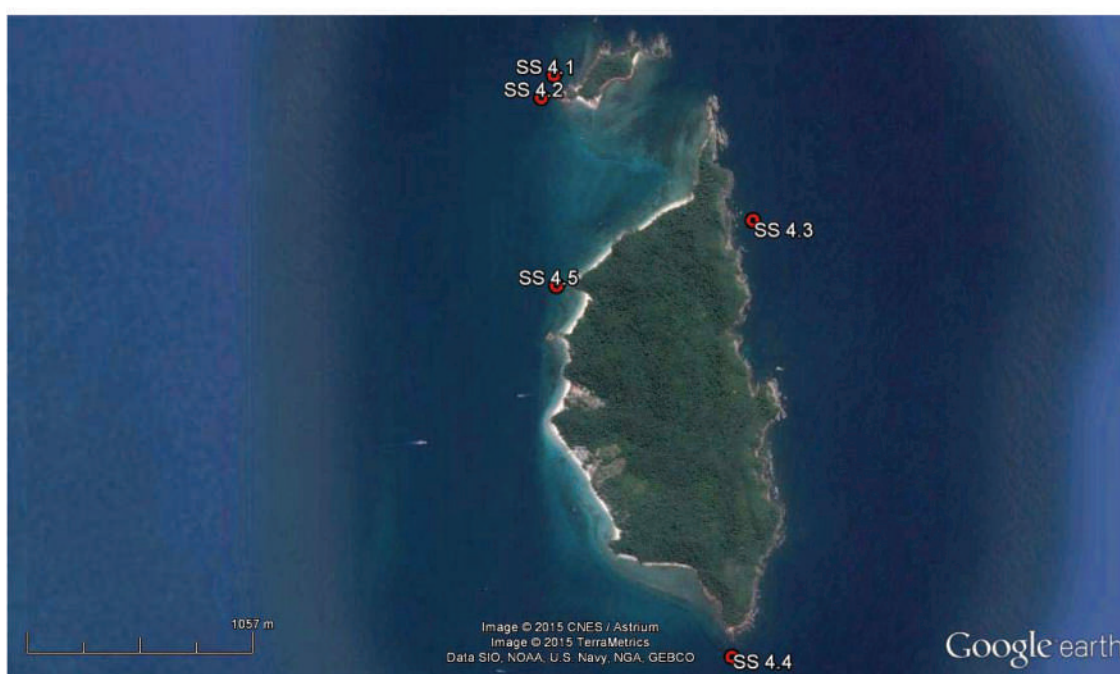 SS 4.1
SS 4.2
SS 4.3
SS 4.5
1057 m
Image © 2015 CNES / Astrium
Image © 2015 TerraMetrics
Data SIO, NOAA, U.S. Navy, NGA, GEBCO
Google earth
SS 4.4